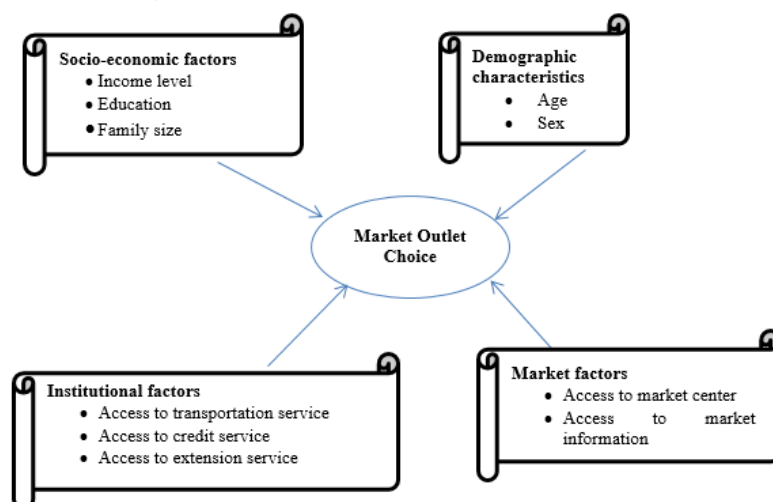 Socio-economic factors
• Income level
• Education
• Family size
Demographic
characteristics
• Age
• Sex
Market Outlet
Choice
Institutional factors
• Access to transportation service
• Access to credit service
• Access to extension service
Market factors
• Access to market center
• Access to market
information